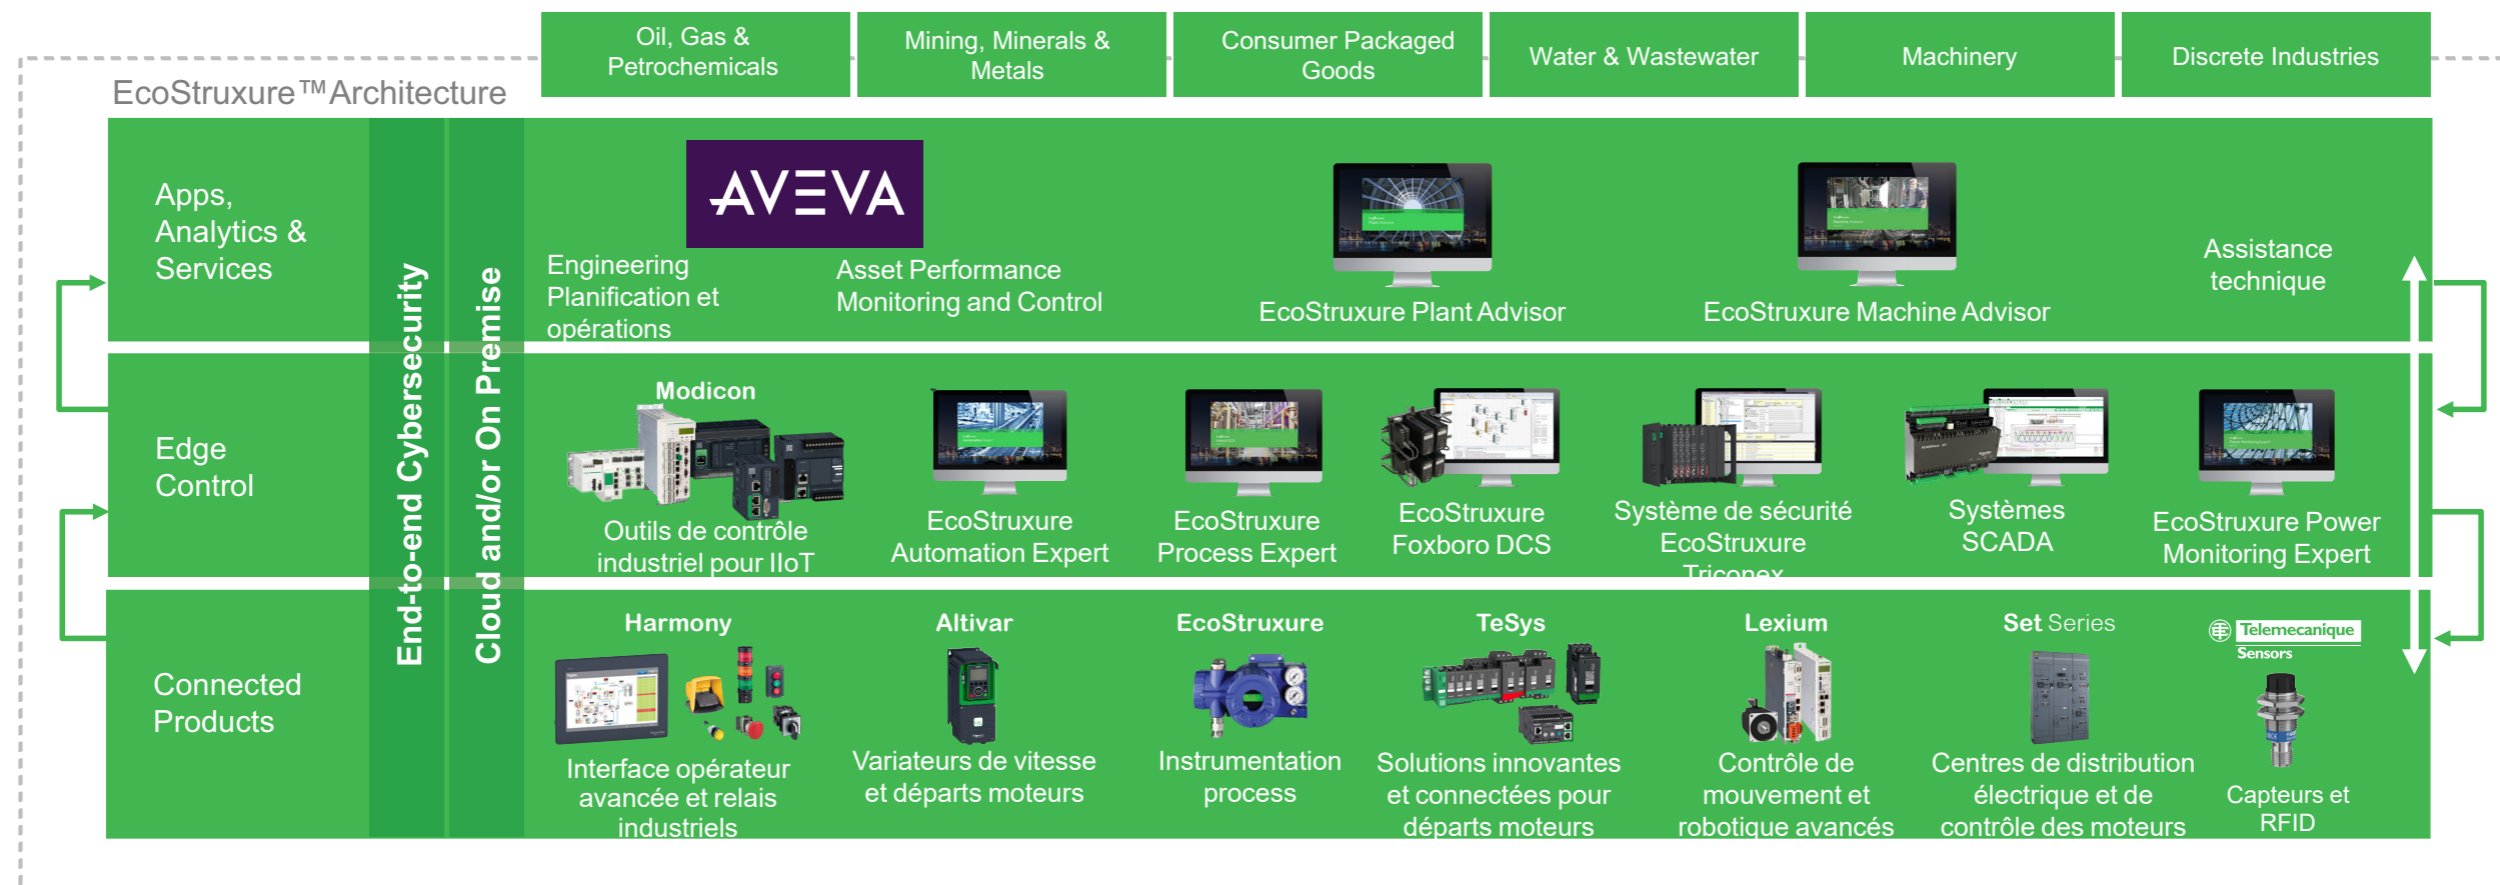 Oil, Gas &
Petrochemicals
Mining, Minerals &
Metals
Consumer Packaged
Goods
Water & Wastewater
Machinery
Discrete Industries
EcoStruxure™Architecture
Apps,
Analytics &
Services
End-to-end Cybersecurity
Cloud and/or On Premise
AVEVA
Engineering
Planification et
opérations
Asset Performance
Monitoring and Control
EcoStruxure Plant Advisor
EcoStruxure Machine Advisor
Assistance
technique
Edge
Control
Modicon
Outils de contrôle
industriel pour IIoT
EcoStruxure
Automation Expert
EcoStruxure
Process Expert
EcoStruxure
Foxboro DCS
Système de sécurité
EcoStruxure
Triconex
Systèmes
SCADA
EcoStruxure Power
Monitoring Expert
Connected
Products
Harmony
Interface opérateur
avancée et relais
industriels
Altivar
Variateurs de vitesse
et départs moteurs
EcoStruxure
Instrumentation
process
TeSys
Solutions innovantes
et connectées pour
départs moteurs
Lexium
Contrôle de
mouvement et
robotique avancés
Set Series
Centres de distribution
électrique et de
contrôle des moteurs
Telemecanique
Sensors
Capteurs et
RFID